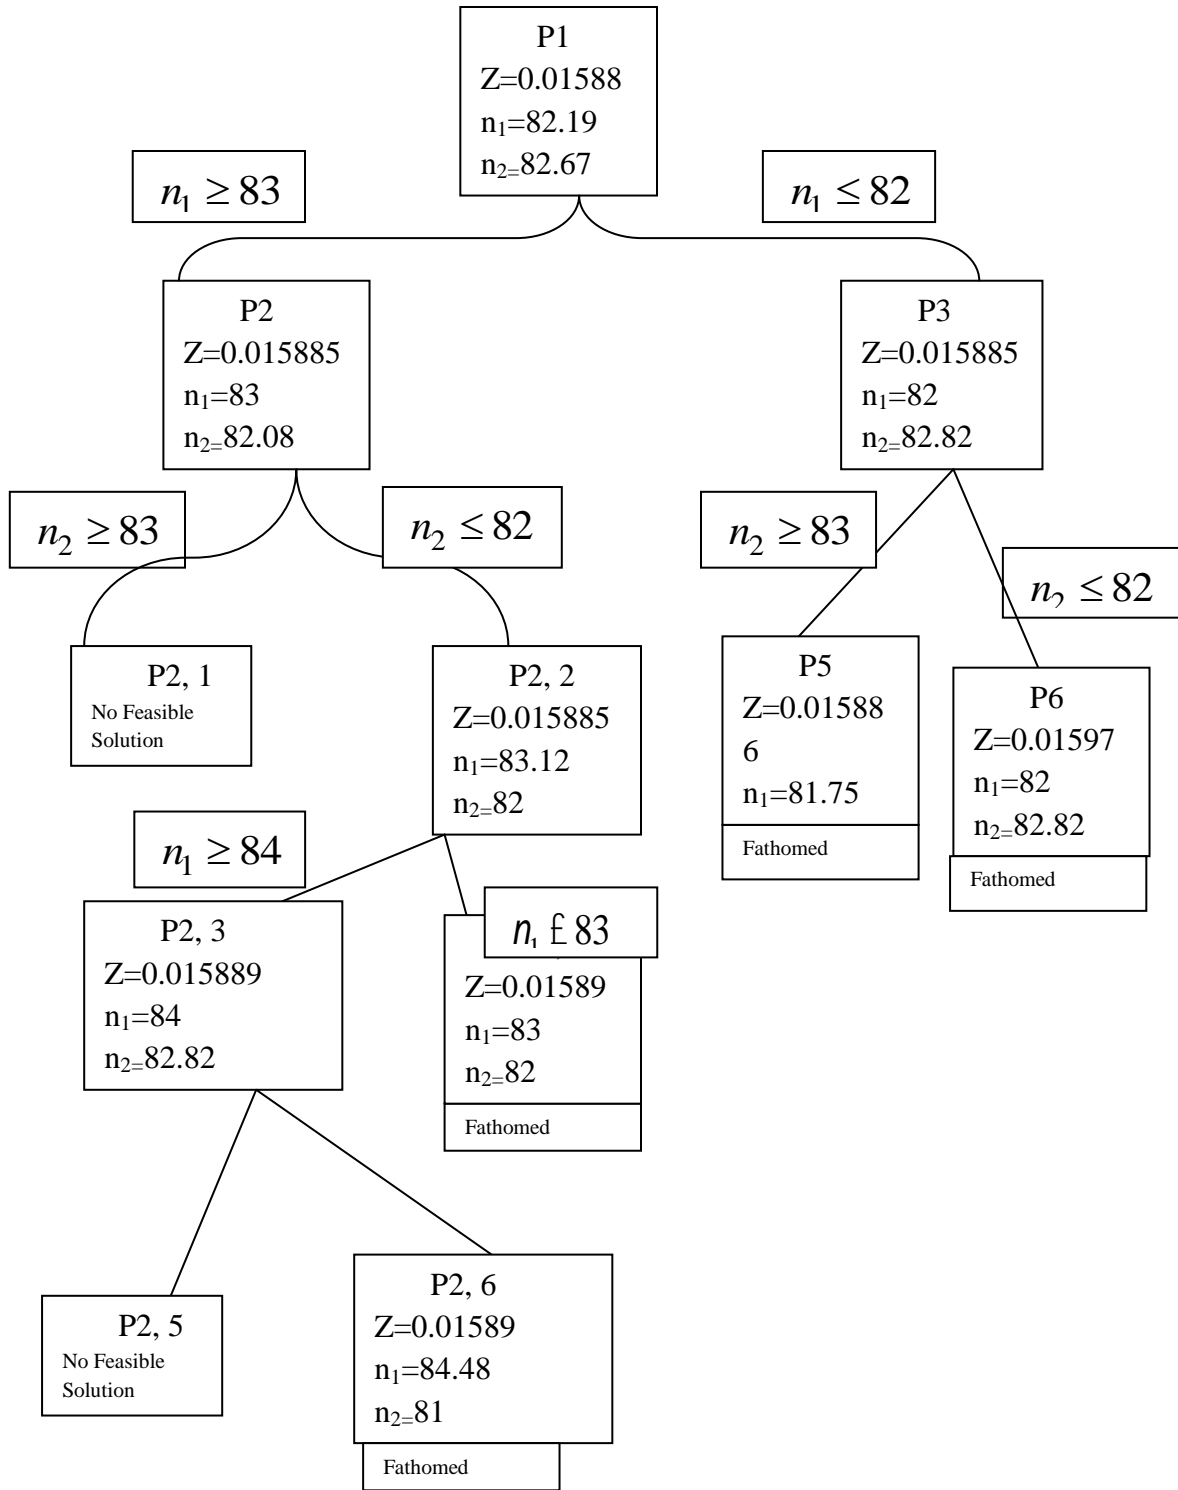 P1
Z=0.01588
n₁=82.19
n₂₌82.67
n₁ ≥ 83
n₁ ≤ 82
P2
Z=0.015885
n₁=83
n₂₌82.08
P3
Z=0.015885
n₁=82
n₂₌82.82
n₂ ≥ 83
n₂ ≤ 82
n₂ ≥ 83
n₂ ≤ 82
P2, 1
No Feasible
Solution
P2, 2
Z=0.015885
n₁=83.12
n₂₌82
P5
Z=0.01588
6
n₁=81.75
Fathomed
P6
Z=0.01597
n₁=82
n₂₌82.82
Fathomed
n₁ ≥ 84
n₁ £ 83
P2, 3
Z=0.015889
n₁=84
n₂₌82.82
Z=0.01589
n₁=83
n₂₌82
Fathomed
P2, 5
No Feasible
Solution
P2, 6
Z=0.01589
n₁=84.48
n₂₌81
Fathomed